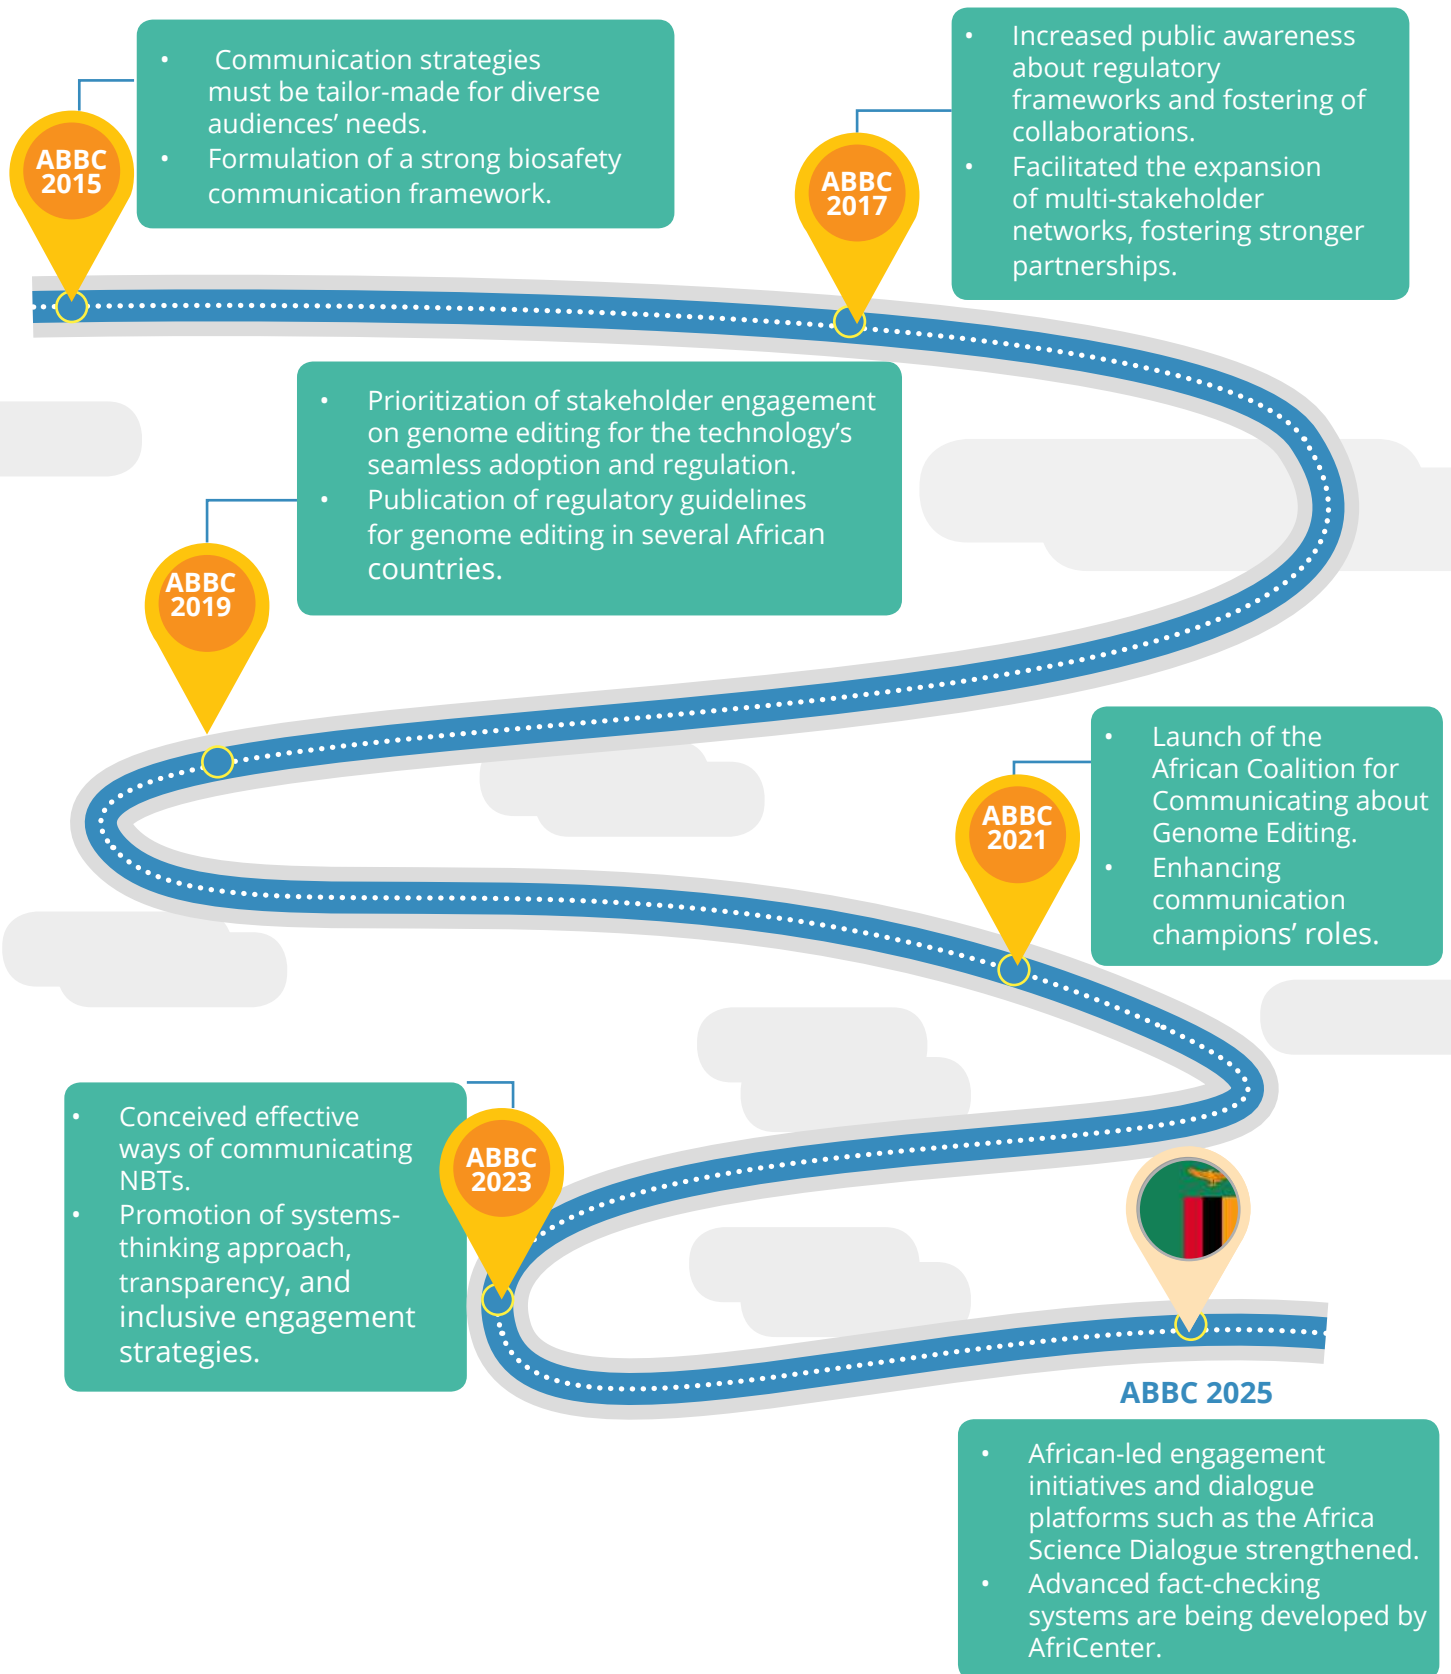 ABBC
2015
• Communication strategies
must be tailor-made for diverse
audiences’ needs.
• Formulation of a strong biosafety
communication framework.
ABBC
2017
• Increased public awareness
about regulatory
frameworks and fostering of
collaborations.
• Facilitated the expansion
of multi-stakeholder
networks, fostering stronger
partnerships.
ABBC
2019
• Prioritization of stakeholder engagement
on genome editing for the technology’s
seamless adoption and regulation.
• Publication of regulatory guidelines
for genome editing in several African
countries.
ABBC
2021
• Launch of the
African Coalition for
Communicating about
Genome Editing.
• Enhancing
communication
champions’ roles.
ABBC
2023
• Conceived effective
ways of communicating
NBTs.
• Promotion of systems-
thinking approach,
transparency, and
inclusive engagement
strategies.
ABBC 2025
• African-led engagement
initiatives and dialogue
platforms such as the Africa
Science Dialogue strengthened.
• Advanced fact-checking
systems are being developed by
AfriCenter.